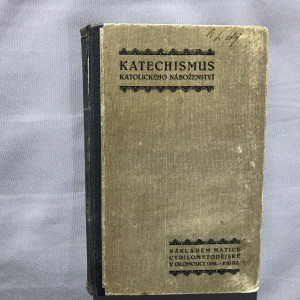 KATECHISMUS
KATOLICKÉHO NÁBOŽENSTVÍ
NÁKLADEM MATICE
CYRILOMETODĚJSKÉ
V OLOMOUCI